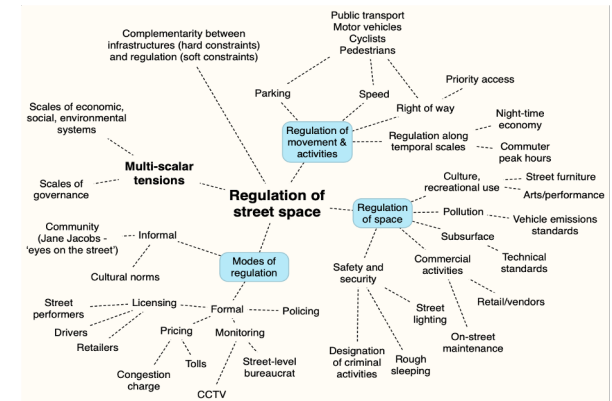 Public transport
Motor vehicles
Cyclists
Pedestrians
Complementarity between
infrastructures (hard constraints)
and regulation (soft constraints)
Parking
Speed
Priority access
Right of way
Scales of economic,
social, environmental
systems
Regulation of
movement &
activities
Regulation along
temporal scales
Night-time
economy
Commuter
peak hours
Multi-scalar
tensions
Scales of
governance
Regulation of
street space
Regulation
of space
Culture,
recreational use
Street furniture
Arts/performance
Pollution
Vehicle emissions
standards
Subsurface
Technical
standards
Community
(Jane Jacobs -
‘eyes on the street’)
Informal
Cultural norms
Modes of
regulation
Safety and
security
Commercial
activities
Retail/vendors
On-street
maintenance
Street
lighting
Rough
sleeping
Designation
of criminal
activities
Street
performers
Drivers
Retailers
Licensing
Formal
Policing
Pricing
Monitoring
Congestion
charge
Tolls
CCTV
Street-level
bureaucrat